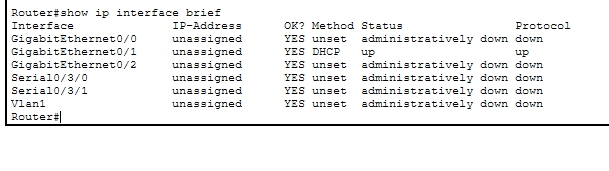 Router#show ip interface brief
Interface              IP-Address      OK? Method Status                Protocol
GigabitEthernet0/0     unassigned      YES unset  administratively down down
GigabitEthernet0/1     unassigned      YES DHCP   up                    up
GigabitEthernet0/2     unassigned      YES unset  administratively down down
Serial0/3/0            unassigned      YES unset  administratively down down
Serial0/3/1            unassigned      YES unset  administratively down down
Vlan1                  unassigned      YES unset  administratively down down
Router#